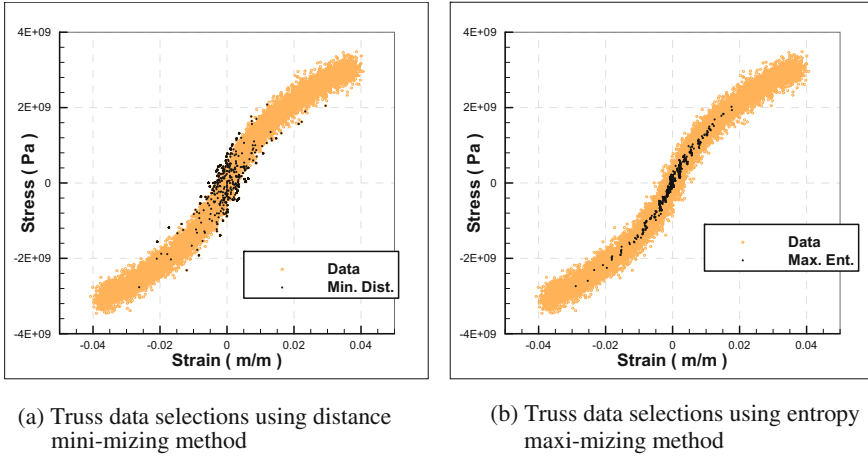 4E+09
2E+09
0
-2E+09
-4E+09
Stress ( Pa )
-0.04 -0.02 0 0.02 0.04
Strain ( m/m )
Data
Min. Dist.
4E+09
2E+09
0
-2E+09
-4E+09
Stress ( Pa )
-0.04 -0.02 0 0.02 0.04
Strain ( m/m )
Data
Max. Ent.
(a) Truss data selections using distance
mini-mizing method
(b) Truss data selections using entropy
maxi-mizing method